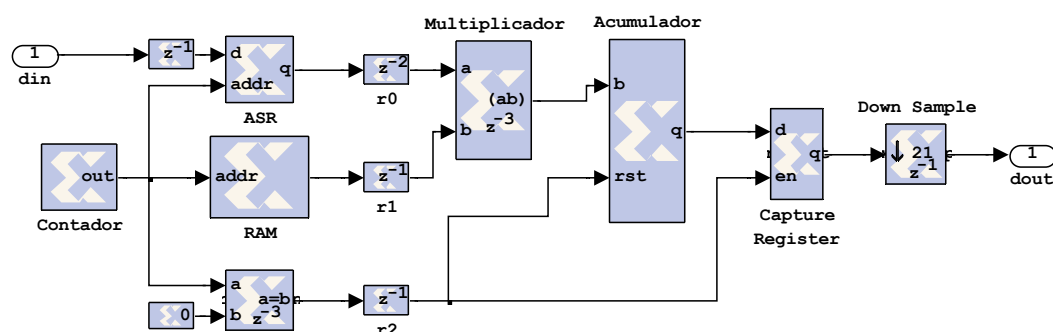 Multiplicador
Acumulador
1
din
z-1
d
addr
q
ASR
z-2
r0
a
b
(ab)
z-3
b
rst
q
Down Sample
d
en
q
Capture
Register
↓ 21
z-1
1
dout
out
Contador
addr
RAM
z-1
r1
a
b
a=b
z-3
0
z-1
r2